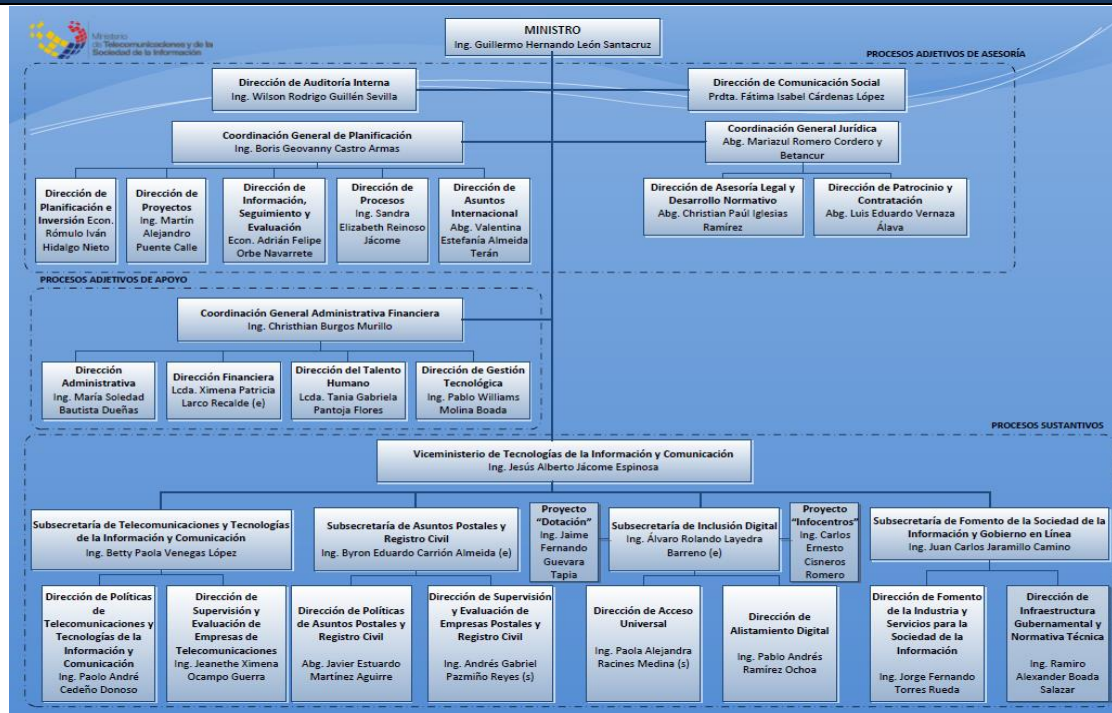 Ministerio
de Telecomunicaciones y de la
Sociedad de la Información
MINISTRO
Ing. Guillermo Hernando León Santacruz
PROCESOS ADJETIVOS DE ASESORÍA
Dirección de Auditoría Interna
Ing. Wilson Rodrigo Guillén Sevilla
Dirección de Comunicación Social
Prdta. Fátima Isabel Cárdenas López
Coordinación General de Planificación
Ing. Boris Geovanny Castro Armas
Coordinación General Jurídica
Abg. Mariazul Romero Cordero y
Betancur
Dirección de
Planificación e
Inversión Econ.
Rómulo Iván
Hidalgo Nieto
Dirección de
Proyectos
Ing. Martín
Alejandro
Puente Calle
Dirección de
Información,
Seguimiento y
Evaluación
Econ. Adrián Felipe
Orbe Navarrete
Dirección de
Procesos
Ing. Sandra
Elizabeth Reinoso
Jácome
Dirección de
Asuntos
Internacional
Abg. Valentina
Estefanía Almeida
Terán
Dirección de Asesoría Legal y
Desarrollo Normativo
Abg. Christian Paúl Iglesias
Ramírez
Dirección de Patrocinio y
Contratación
Abg. Luis Eduardo Vernaza
Álava
PROCESOS ADJETIVOS DE APOYO
Coordinación General Administrativa Financiera
Ing. Christhian Burgos Murillo
Dirección
Administrativa
Ing. María Soledad
Bautista Dueñas
Dirección Financiera
Lcda. Ximena Patricia
Larco Recalde (e)
Dirección del Talento
Humano
Lcda. Tania Gabriela
Pantoja Flores
Dirección de Gestión
Tecnológica
Ing. Pablo Williams
Molina Boada
PROCESOS SUSTANTIVOS
Viceministerio de Tecnologías de la Información y Comunicación
Ing. Jesús Alberto Jácome Espinosa
Subsecretaría de Telecomunicaciones y Tecnologías
de la Información y Comunicación
Ing. Betty Paola Venegas López
Subsecretaría de Asuntos Postales y
Registro Civil
Ing. Byron Eduardo Carrión Almeida (e)
Proyecto
"Dotación"
Ing. Jaime
Fernando
Guevara
Tapia
Subsecretaría de Inclusión Digital
Ing. Álvaro Rolando Layedra
Barreno (e)
Proyecto
"Infocentros"
Ing. Carlos
Ernesto
Cisneros
Romero
Subsecretaría de Fomento de la Sociedad de la
Información y Gobierno en Línea
Ing. Juan Carlos Jaramillo Camino
Dirección de Políticas
de
Telecomunicaciones y
Tecnologías de la
Información y
Comunicación
Ing. Paolo André
Cedeño Donoso
Dirección de
Supervisión y
Evaluación de
Empresas de
Telecomunicaciones
Ing. Jeanethe Ximena
Ocampo Guerra
Dirección de Políticas
de Asuntos Postales y
Registro Civil
Abg. Javier Estuardo
Martínez Aguirre
Dirección de Supervisión
y Evaluación de
Empresas Postales y
Registro Civil
Ing. Andrés Gabriel
Pazmiño Reyes (s)
Dirección de Acceso
Universal
Ing. Paola Alejandra
Racines Medina (s)
Dirección de
Alistamiento Digital
Ing. Pablo Andrés
Ramírez Ochoa
Dirección de Fomento
de la Industria y
Servicios para la
Sociedad de la
Información
Ing. Jorge Fernando
Torres Rueda
Dirección de
Infraestructura
Gubernamental y
Normativa Técnica
Ing. Ramiro
Alexander Boada
Salazar